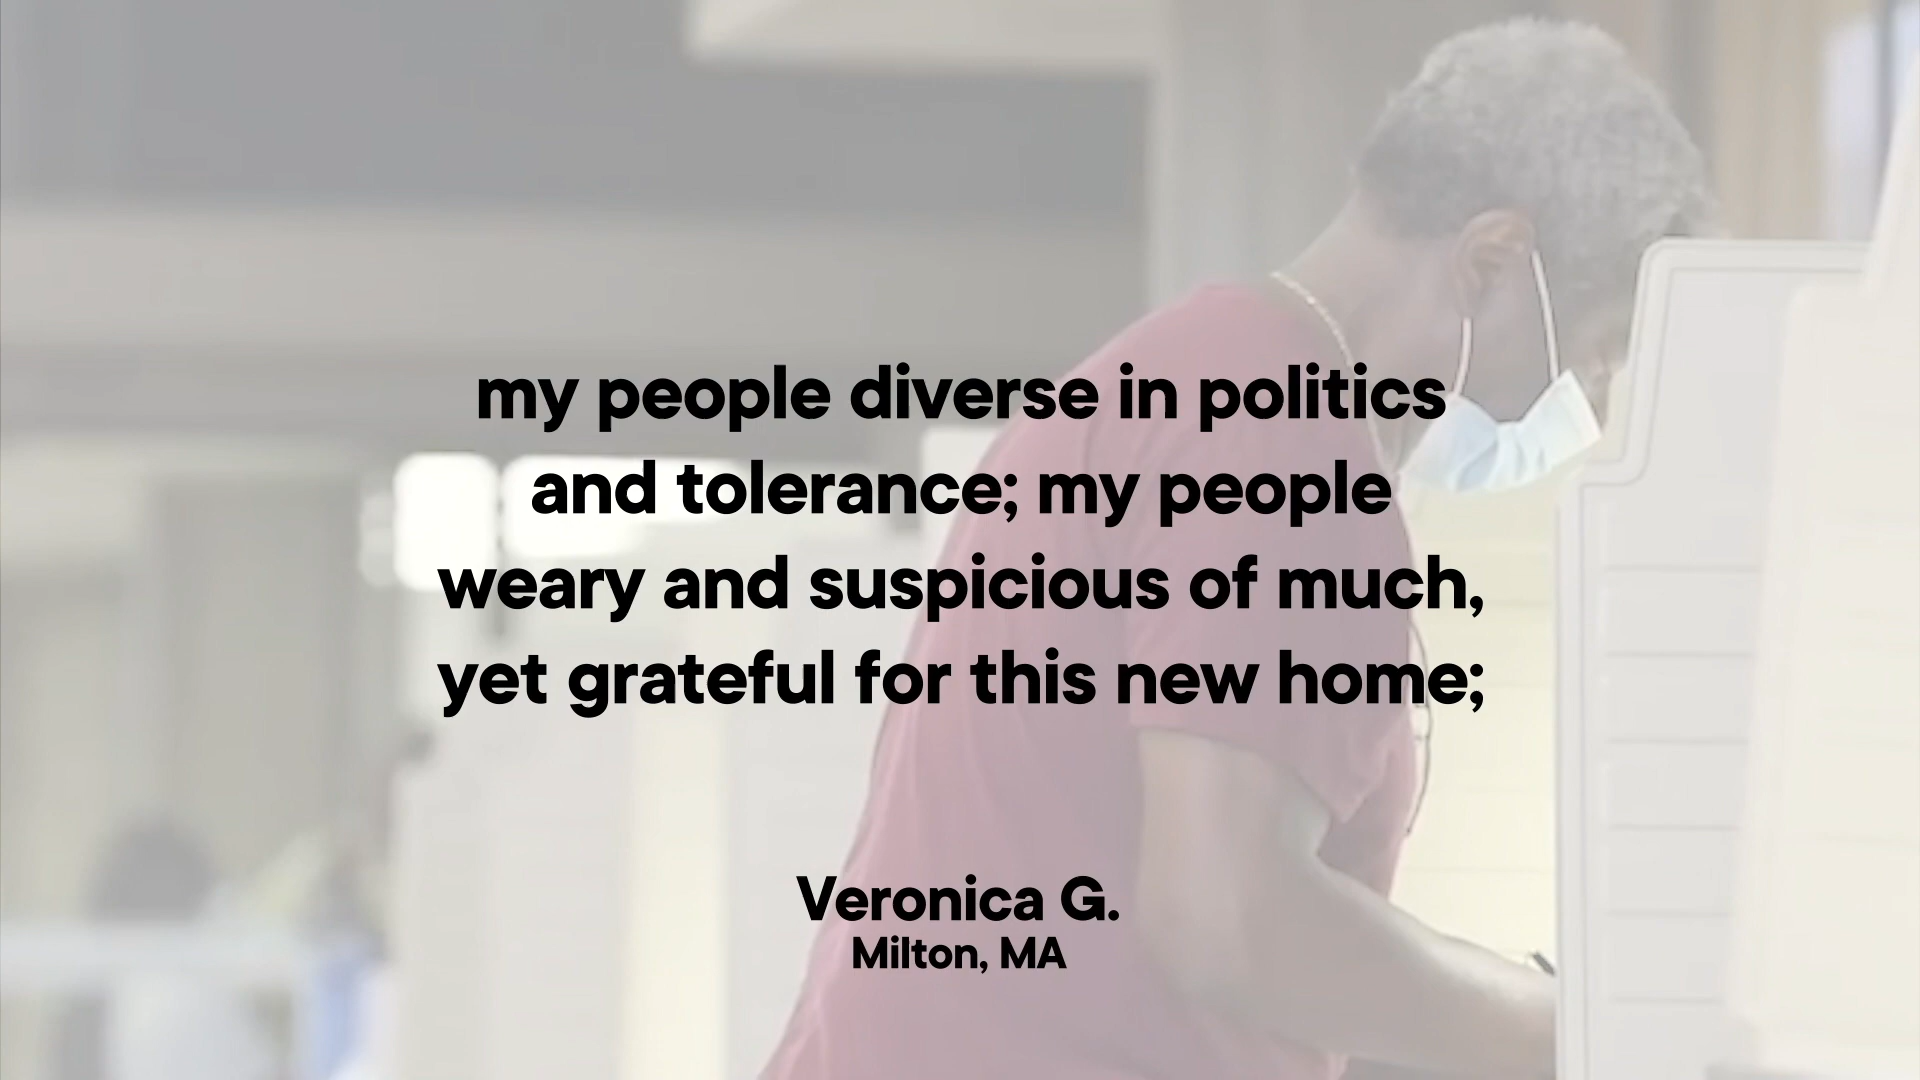 my people diverse in politics
and tolerance; my people
weary and suspicious of much,
yet grateful for this new home;
Veronica G.
Milton, MA